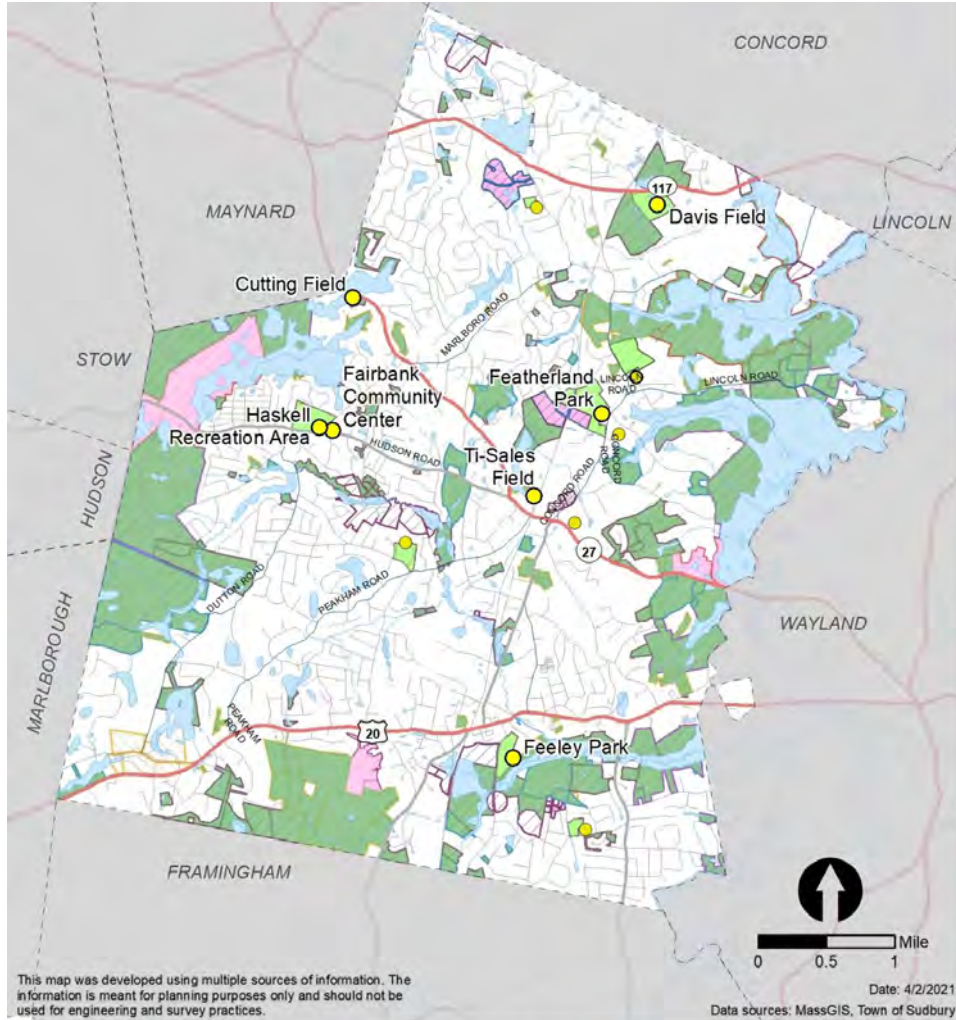 CONCORD
117
Davis Field
LINCOLN
MAYNARD
Cutting Field
MARLBORO ROAD
STOW
Fairbank
Community
Center
Featherland
Park
LINCOLN
ROAD
LINCOLN ROAD
Haskell
Recreation Area
HUDSON ROAD
CONCORD
ROAD
Ti-Sales
Field
CONCORD ROAD
HUDSON
27
DUTTON ROAD
PEAKHAM ROAD
WAYLAND
MARLBOROUGH
PEAKHAM
ROAD
20
Feeley Park
FRAMINGHAM
Mile
0 0.5 1
This map was developed using multiple sources of information. The
information is meant for planning purposes only and should not be
used for engineering and survey practices.
Date: 4/2/2021
Data sources: MassGIS, Town of Sudbury